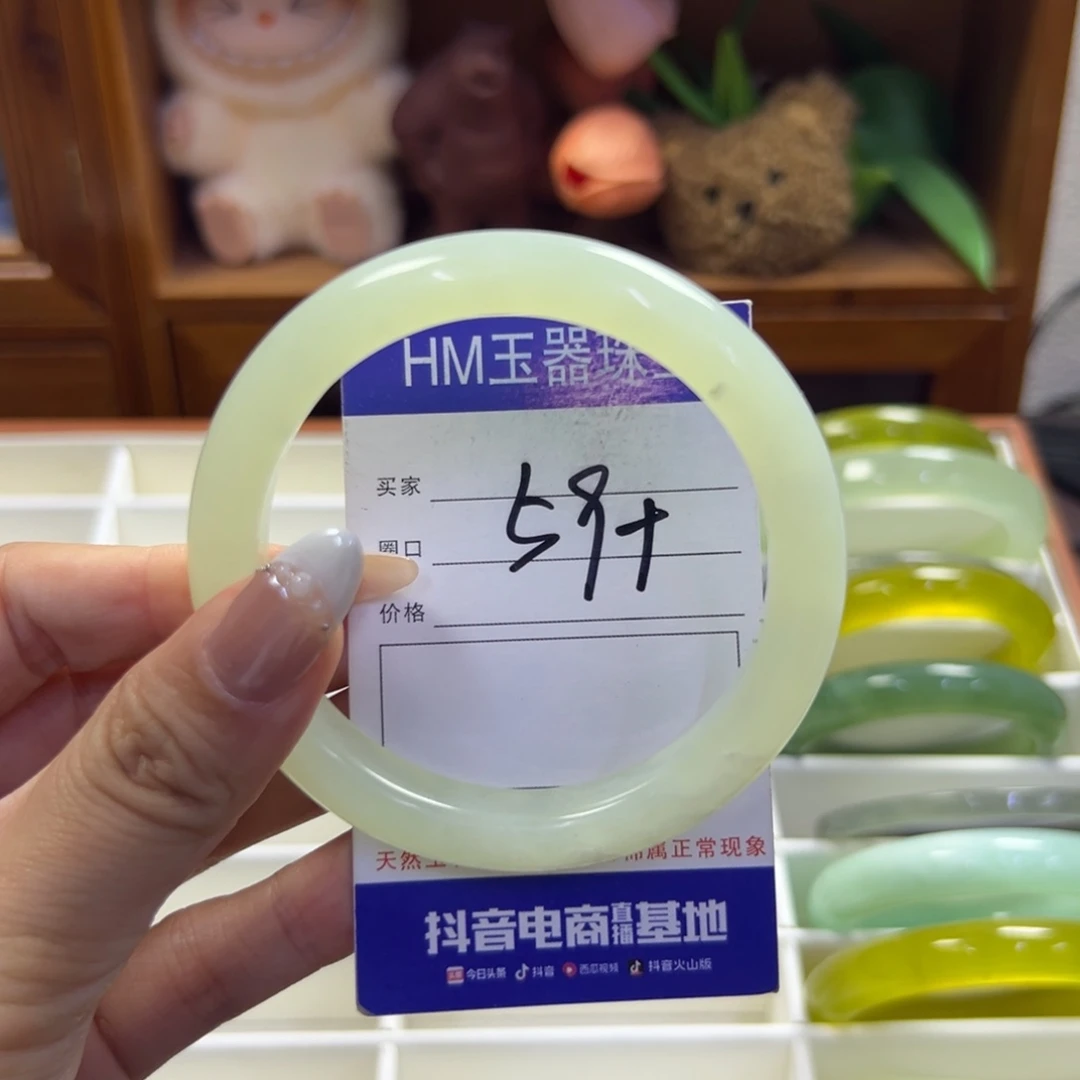 HM玉器珠
买家
59+
圈口
价格
天然 属正常现象
抖音电商直播基地
今日头条 抖音 西瓜视频 抖音火山版